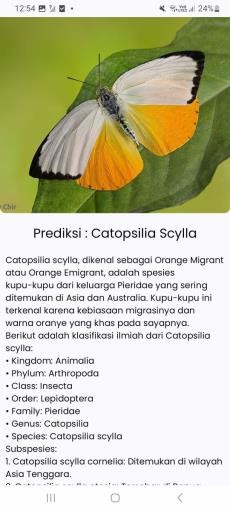 12:54
24%
Chir
Prediksi : Catopsilia Scylla
Catopsilia scylla, dikenal sebagai Orange Migrant
atau Orange Emigrant, adalah spesies
kupu-kupu dari keluarga Pieridae yang sering
ditemukan di Asia dan Australia. Kupu-kupu ini
terkenal karena kebiasaan migrasinya dan
warna oranye yang khas pada sayapnya.
Berikut adalah klasifikasi ilmiah dari Catopsilia
scylla:
• Kingdom: Animalia
• Phylum: Arthropoda
• Class: Insecta
• Order: Lepidoptera
• Family: Pieridae
• Genus: Catopsilia
• Species: Catopsilia scylla
Subspesies:
1. Catopsilia scylla cornelia: Ditemukan di wilayah
Asia Tenggara.